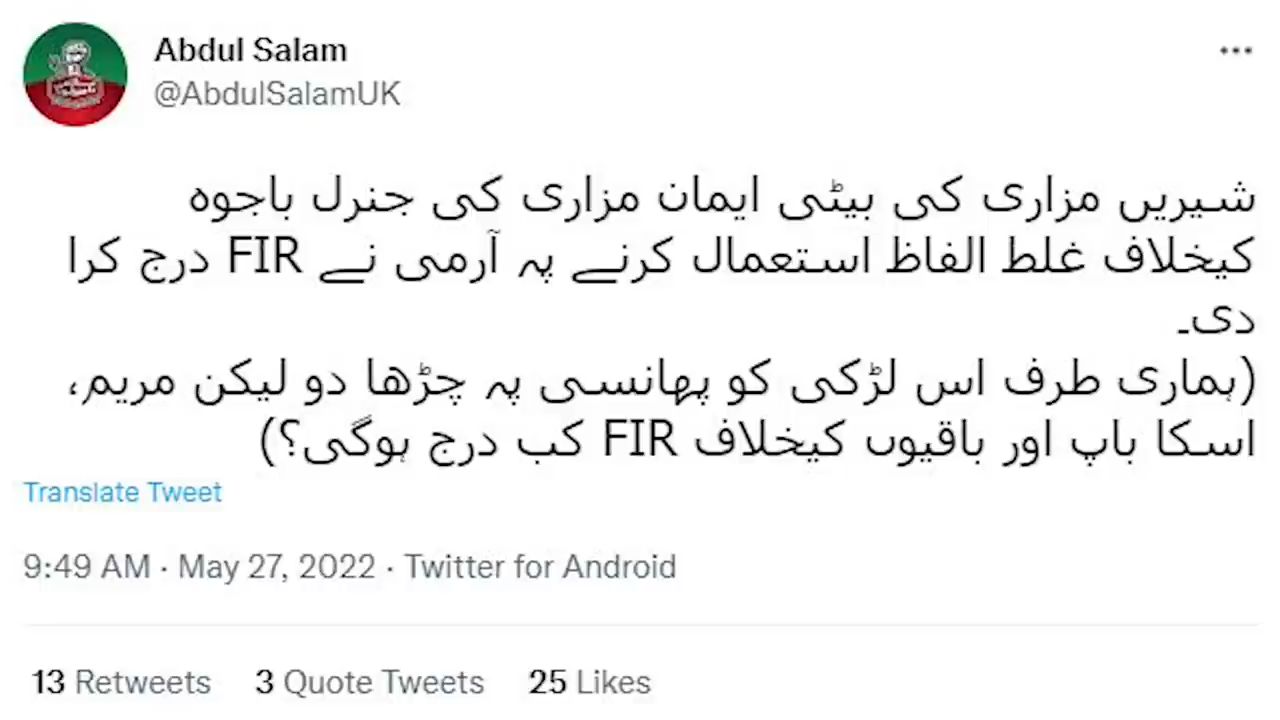 Abdul Salam
@AbdulSalamUK
شیریں مزاری کی بیٹی ایمان مزاری کی جنرل باجوہ
کیخلاف غلط الفاظ استعمال کرنے پہ آرمی نے FIR درج کرا
دی۔
(ہماری طرف اس لڑکی کو پھانسی پہ چڑھا دو لیکن مریم،
اسکا باپ اور باقیوں کیخلاف FIR کب درج ہوگی؟)
Translate Tweet
9:49 AM · May 27, 2022 · Twitter for Android
13 Retweets 3 Quote Tweets 25 Likes